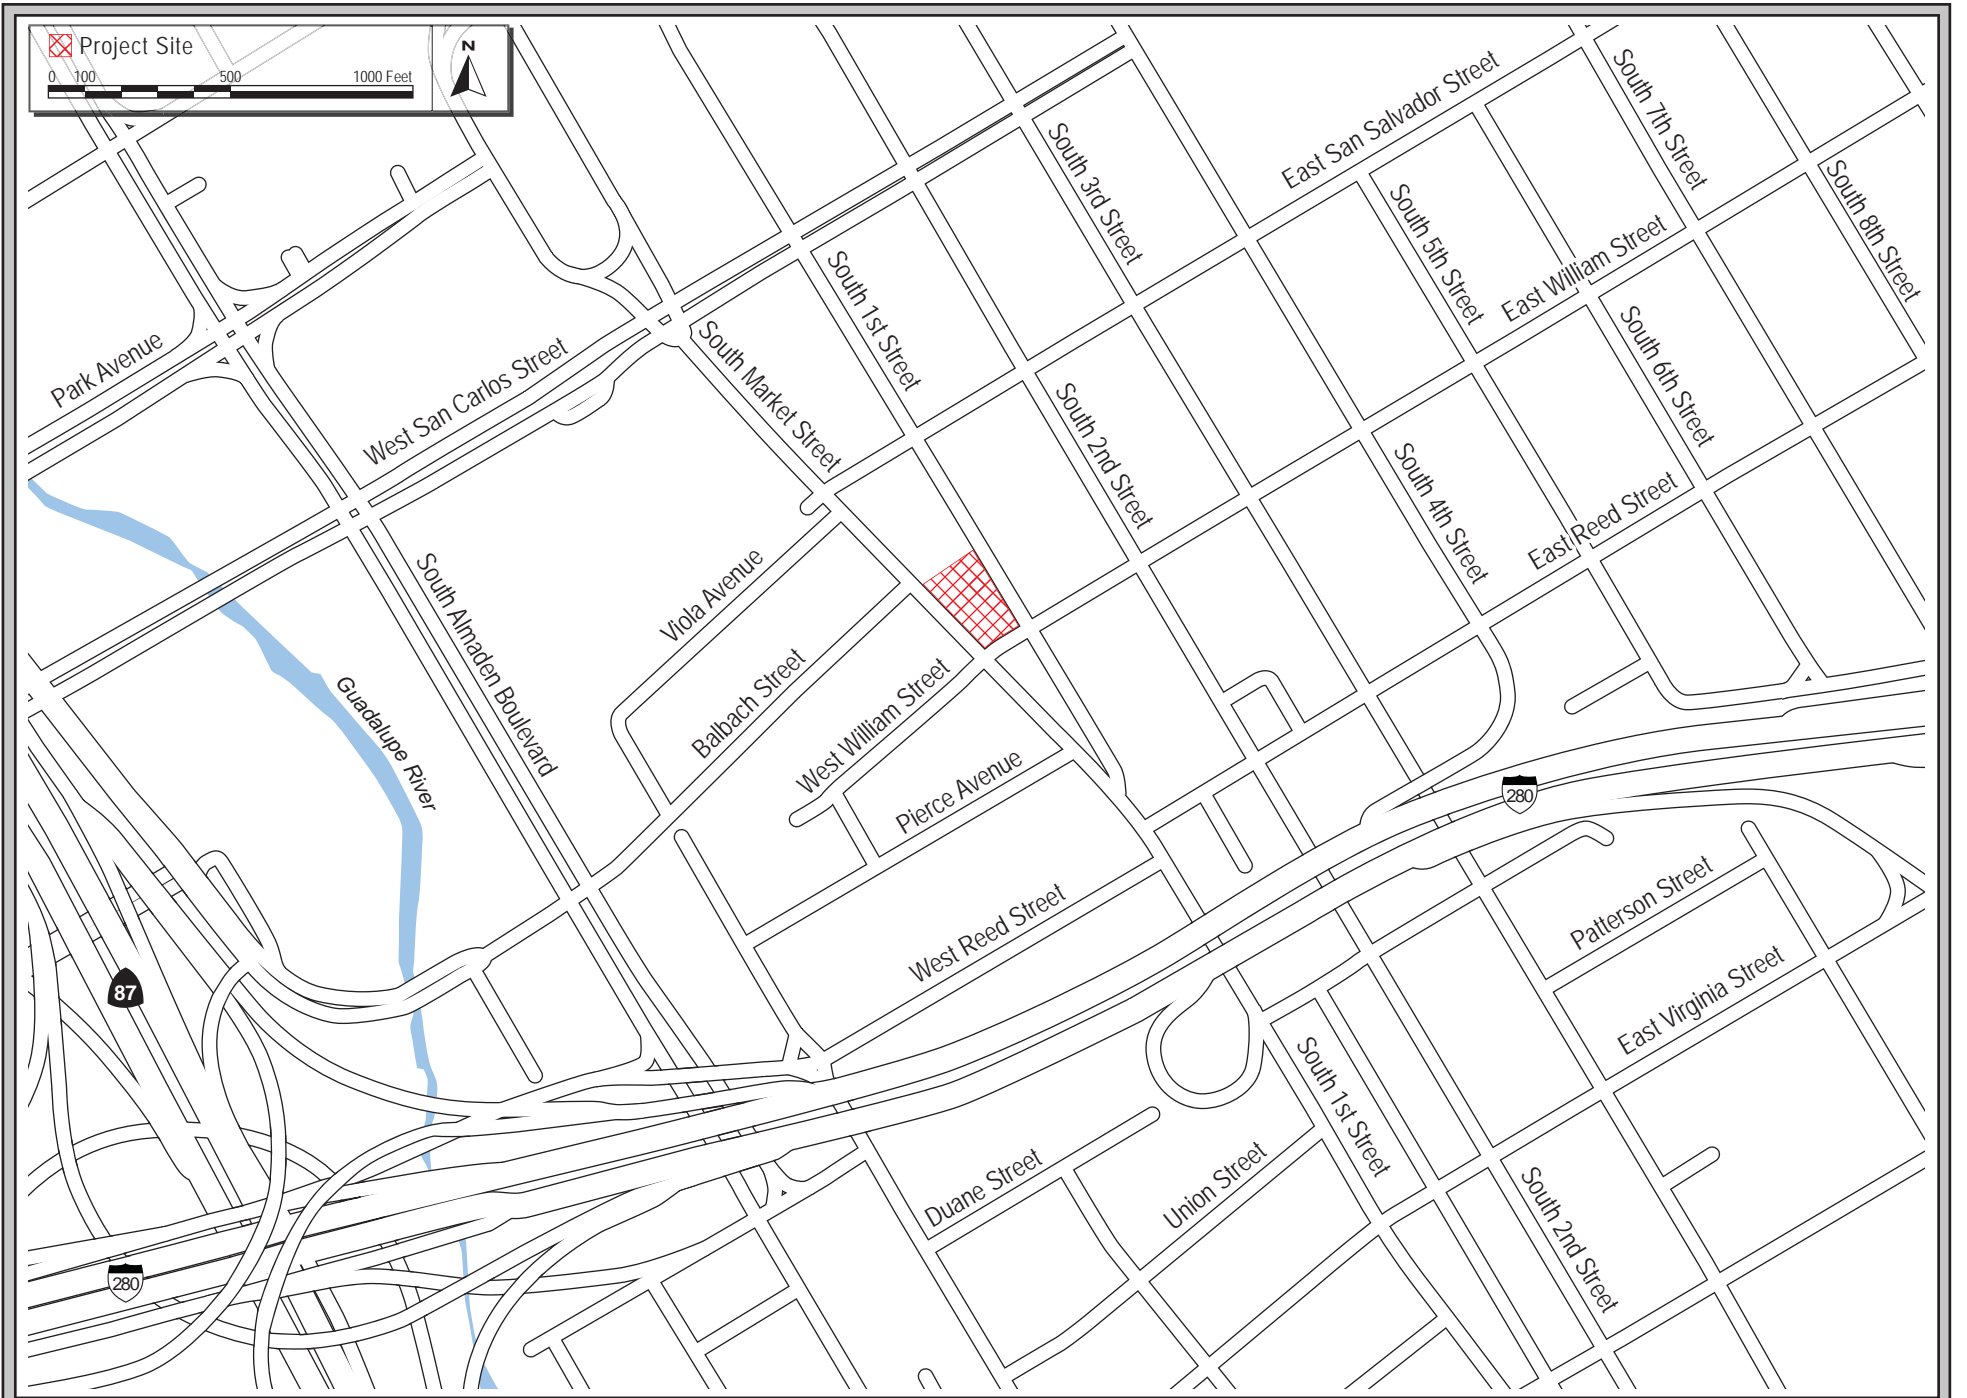 Project Site
0 100 500 1000 Feet
N
Park Avenue
West San Carlos Street
South Market Street
South 1st Street
South 2nd Street
South 3rd Street
East San Salvador Street
South 5th Street
South 7th Street
East William Street
South 8th Street
South 6th Street
South 4th Street
East Reed Street
Viola Avenue
South Almaden Boulevard
Balbach Street
West William Street
Guadalupe River
Pierce Avenue
West Reed Street
280
Patterson Street
East Virginia Street
87
South 1st Street
Duane Street
Union Street
South 2nd Street
280